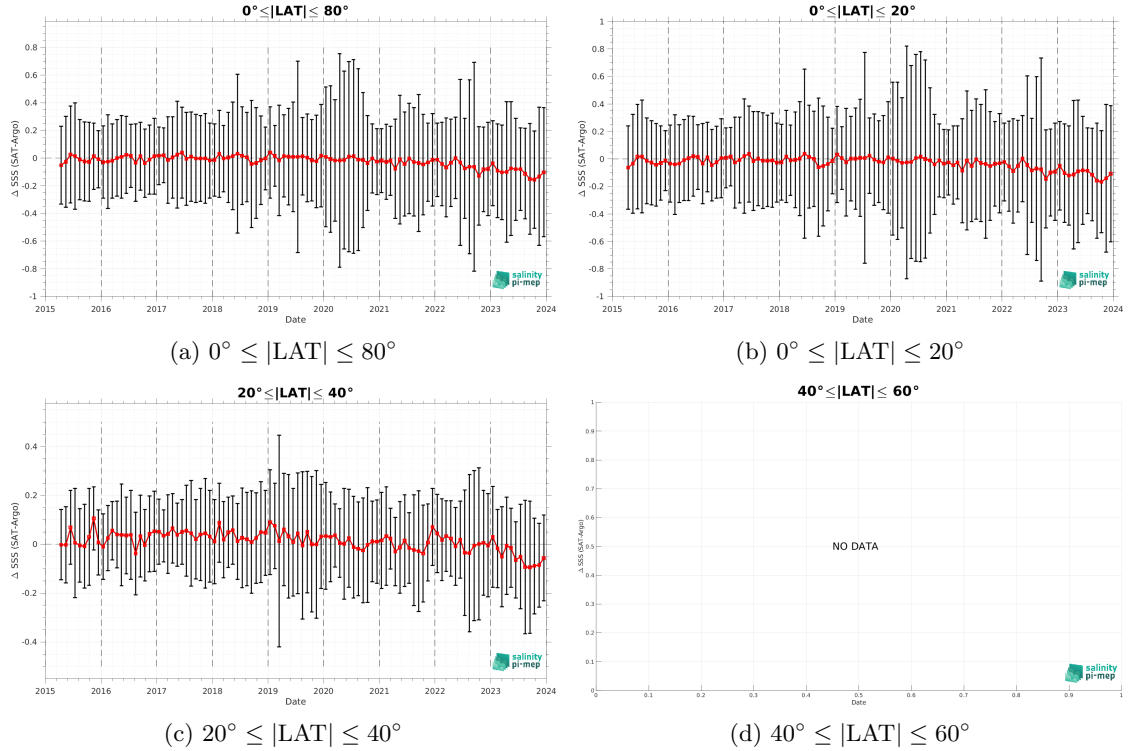 0°≤|LAT|≤ 80°
Δ SSS (SAT-Argo)
0.8
0.6
0.4
0.2
0
-0.2
-0.4
-0.6
-0.8
-1
2015 2016 2017 2018 2019 2020 2021 2022 2023 2024
Date
salinity
pi-mep
(a) 0° ≤ |LAT| ≤ 80°
0°≤|LAT|≤ 20°
Δ SSS (SAT-Argo)
1
0.8
0.6
0.4
0.2
0
-0.2
-0.4
-0.6
-0.8
-1
2015 2016 2017 2018 2019 2020 2021 2022 2023 2024
Date
salinity
pi-mep
(b) 0° ≤ |LAT| ≤ 20°
20°≤|LAT|≤ 40°
Δ SSS (SAT-Argo)
0.4
0.2
0
-0.2
-0.4
2015 2016 2017 2018 2019 2020 2021 2022 2023 2024
Date
salinity
pi-mep
(c) 20° ≤ |LAT| ≤ 40°
40°≤|LAT|≤ 60°
Δ SSS (SAT-Argo)
1
0.9
0.8
0.7
0.6
0.5
0.4
0.3
0.2
0.1
0
NO DATA
0 0.1 0.2 0.3 0.4 0.5 0.6 0.7 0.8 0.9 1
Date
salinity
pi-mep
(d) 40° ≤ |LAT| ≤ 60°